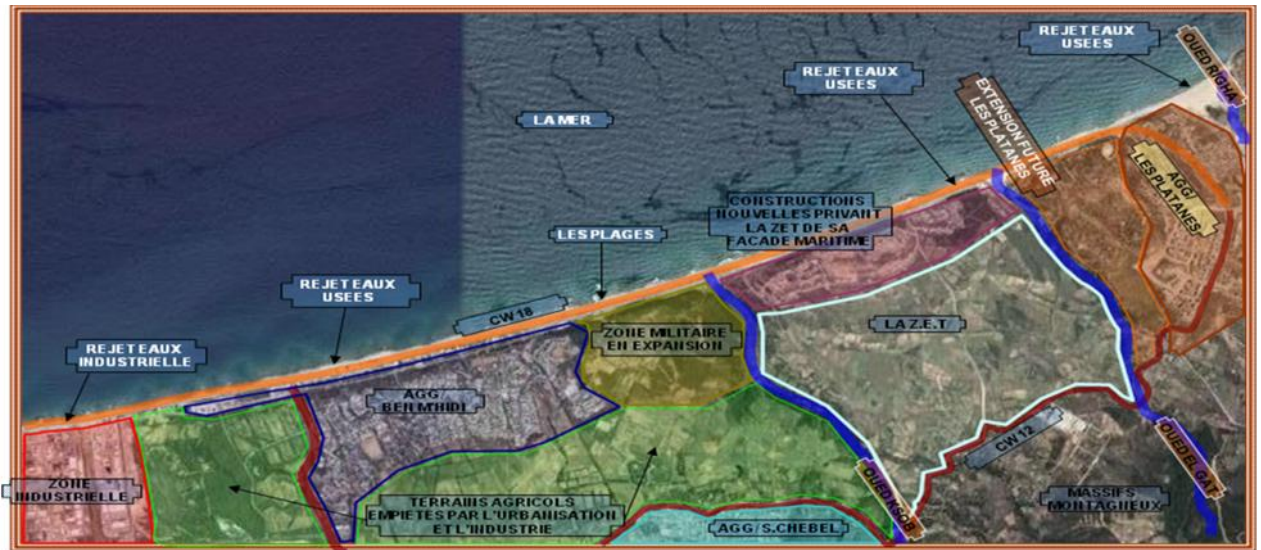 REJET EAUX
USEES
OUED RIGHA
REJET EAUX
USEES
EXTENSION FUTURE
LES PLATANES
LA MER
AGG/
LES PLATANES
CONSTRUCTIONS
NOUVELLES PRIVANT
LA ZET DE SA
FACADE MARITIME
LES PLAGES
REJET EAUX
USEES
CW 18
ZONE MILITAIRE
EN EXPANSION
LA Z.E.T
REJET EAUX
INDUSTRIELLE
AGG
BEN M'HIDI
CW 12
ZONE
INDUSTRIELLE
TERRAINS AGRICOLS
EMPIETES PAR L'URBANISATION
ET L'INDUSTRIE
AGG/S.CHEBEL
OUED KSOB
MASSIFS
MONTAGNEUX
OUED EL GAT